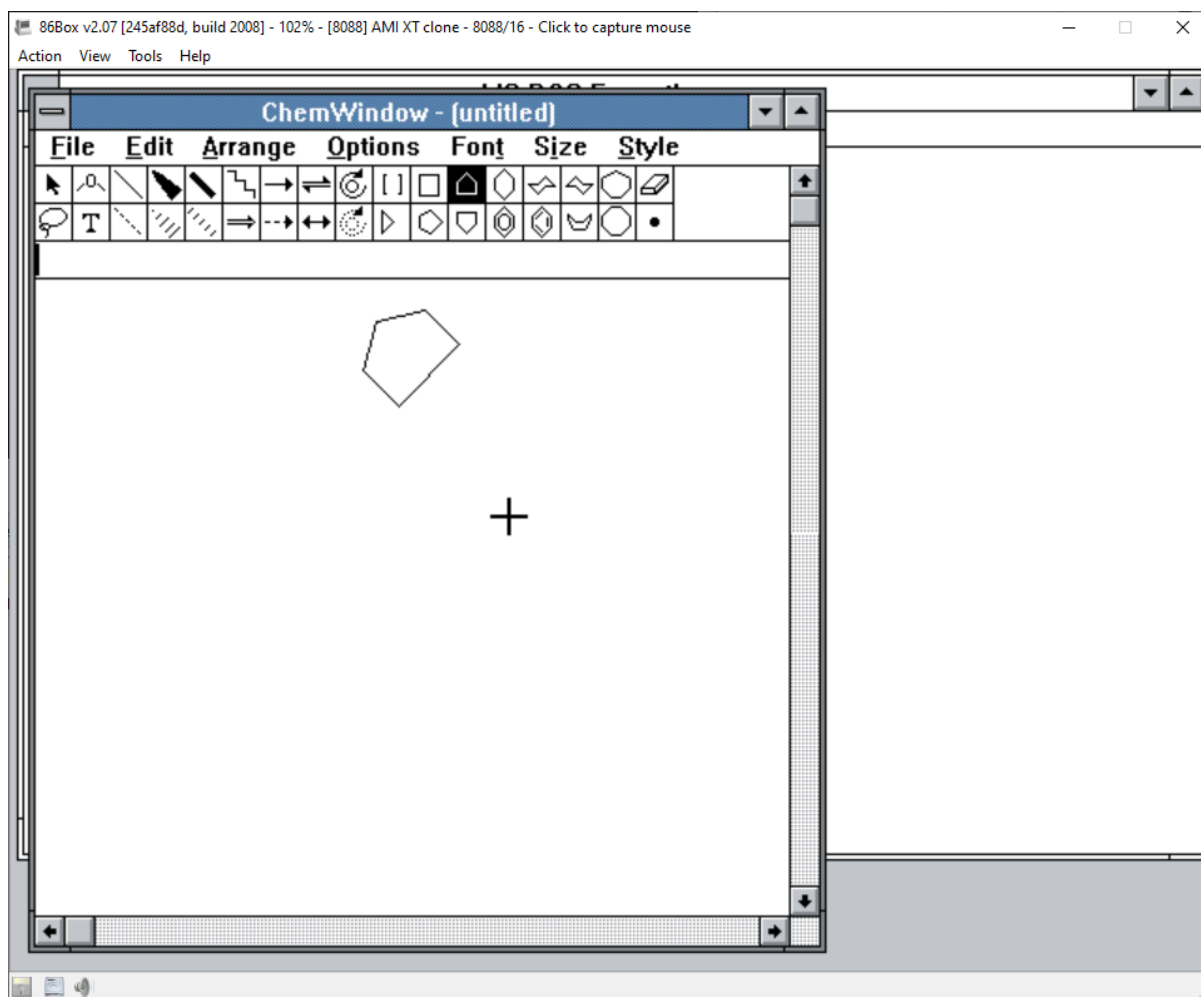 86Box v2.07 [245af88d, build 2008] - 102% - [8088] AMI XT clone - 8088/16 - Click to capture mouse
Action View Tools Help
ChemWindow - (untitled)
File Edit Arrange Options Font Size Style
T